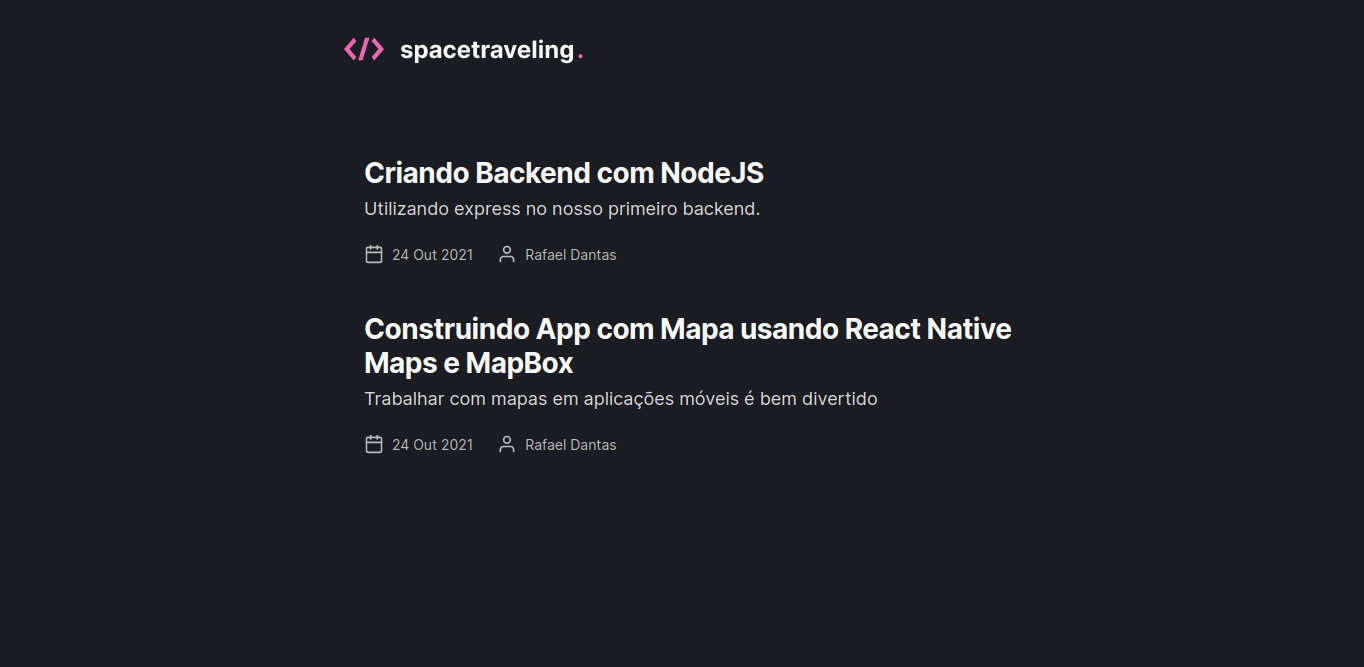 </> spacetraveling.
Criando Backend com NodeJS
Utilizando express no nosso primeiro backend.
24 Out 2021 Rafael Dantas
Construindo App com Mapa usando React Native
Maps e MapBox
Trabalhar com mapas em aplicações móveis é bem divertido
24 Out 2021 Rafael Dantas